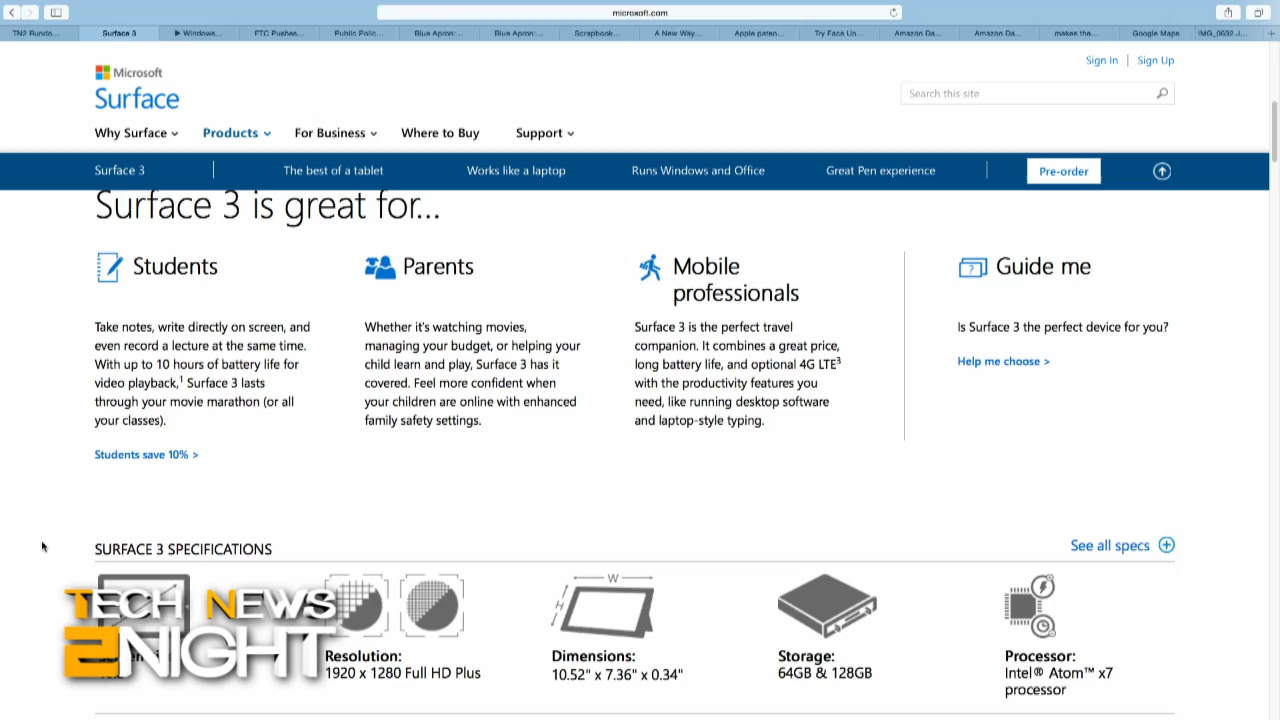 microsoft.com
TN2 Rundo...
Surface 3
Windows...
FTC Pushes...
Public Polic...
Blue Apron:...
Blue Apron:...
Scrapbook...
A New Way...
Apple paten...
Try Face Un...
Amazon Da...
Amazon Da...
makes the...
Google Maps
IMG_0632 J...
Sign In | Sign Up
Microsoft
Surface
Search this site
Why Surface
Products
For Business
Where to Buy
Support
Surface 3
The best of a tablet
Works like a laptop
Runs Windows and Office
Great Pen experience
Pre-order
Surface 3 is great for...
Students
Take notes, write directly on screen, and
even record a lecture at the same time.
With up to 10 hours of battery life for
video playback,¹ Surface 3 lasts
through your movie marathon (or all
your classes).
Students save 10% >
Parents
Whether it's watching movies,
managing your budget, or helping your
child learn and play, Surface 3 has it
covered. Feel more confident when
your children are online with enhanced
family safety settings.
Mobile
professionals
Surface 3 is the perfect travel
companion. It combines a great price,
long battery life, and optional 4G LTE³
with the productivity features you
need, like running desktop software
and laptop-style typing.
Guide me
Is Surface 3 the perfect device for you?
Help me choose >
SURFACE 3 SPECIFICATIONS
See all specs
TECH NEWS
2NIGHT
Resolution:
1920 x 1280 Full HD Plus
W
H
Dimensions:
10.52" x 7.36" x 0.34"
Storage:
64GB & 128GB
Processor:
Intel® Atom™ x7
processor